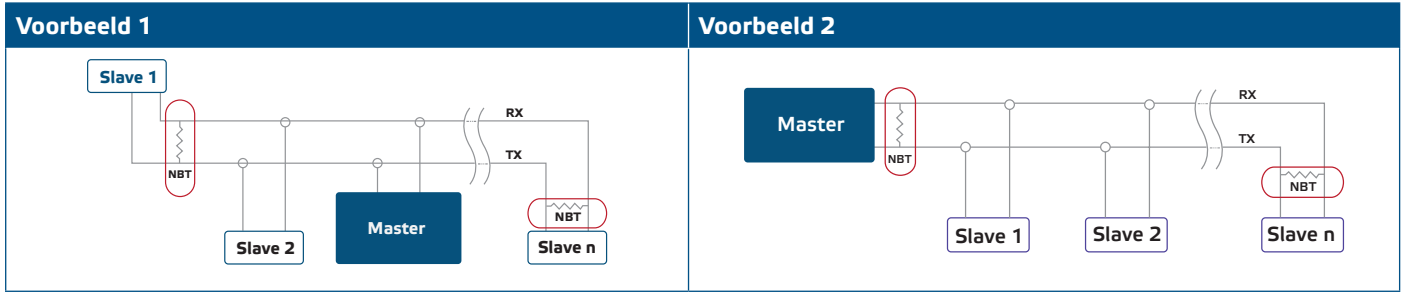 Voorbeeld 1
Slave 1
RX
TX
NBT
NBT
Master
Slave 2
Slave n
Voorbeeld 2
RX
Master
TX
NBT
NBT
Slave 1
Slave 2
Slave n